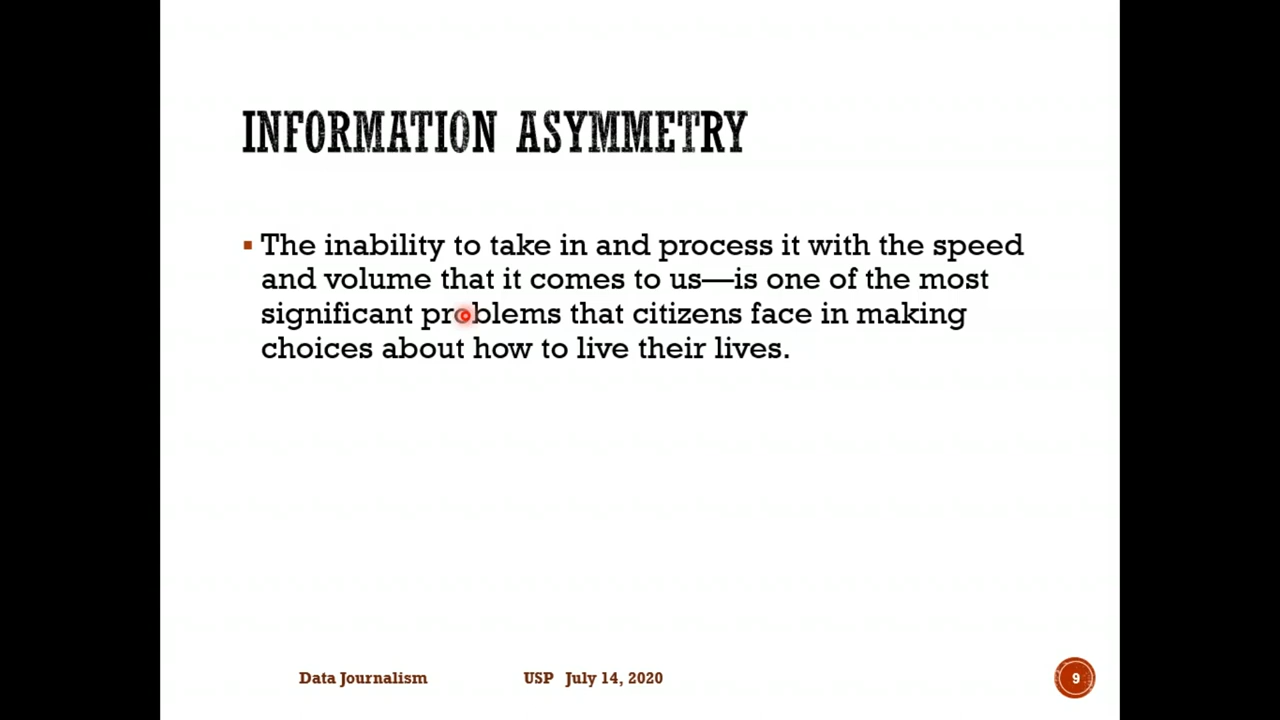 INFORMATION ASYMMETRY
▪ The inability to take in and process it with the speed
and volume that it comes to us—is one of the most
significant problems that citizens face in making
choices about how to live their lives.
Data Journalism USP July 14, 2020 9